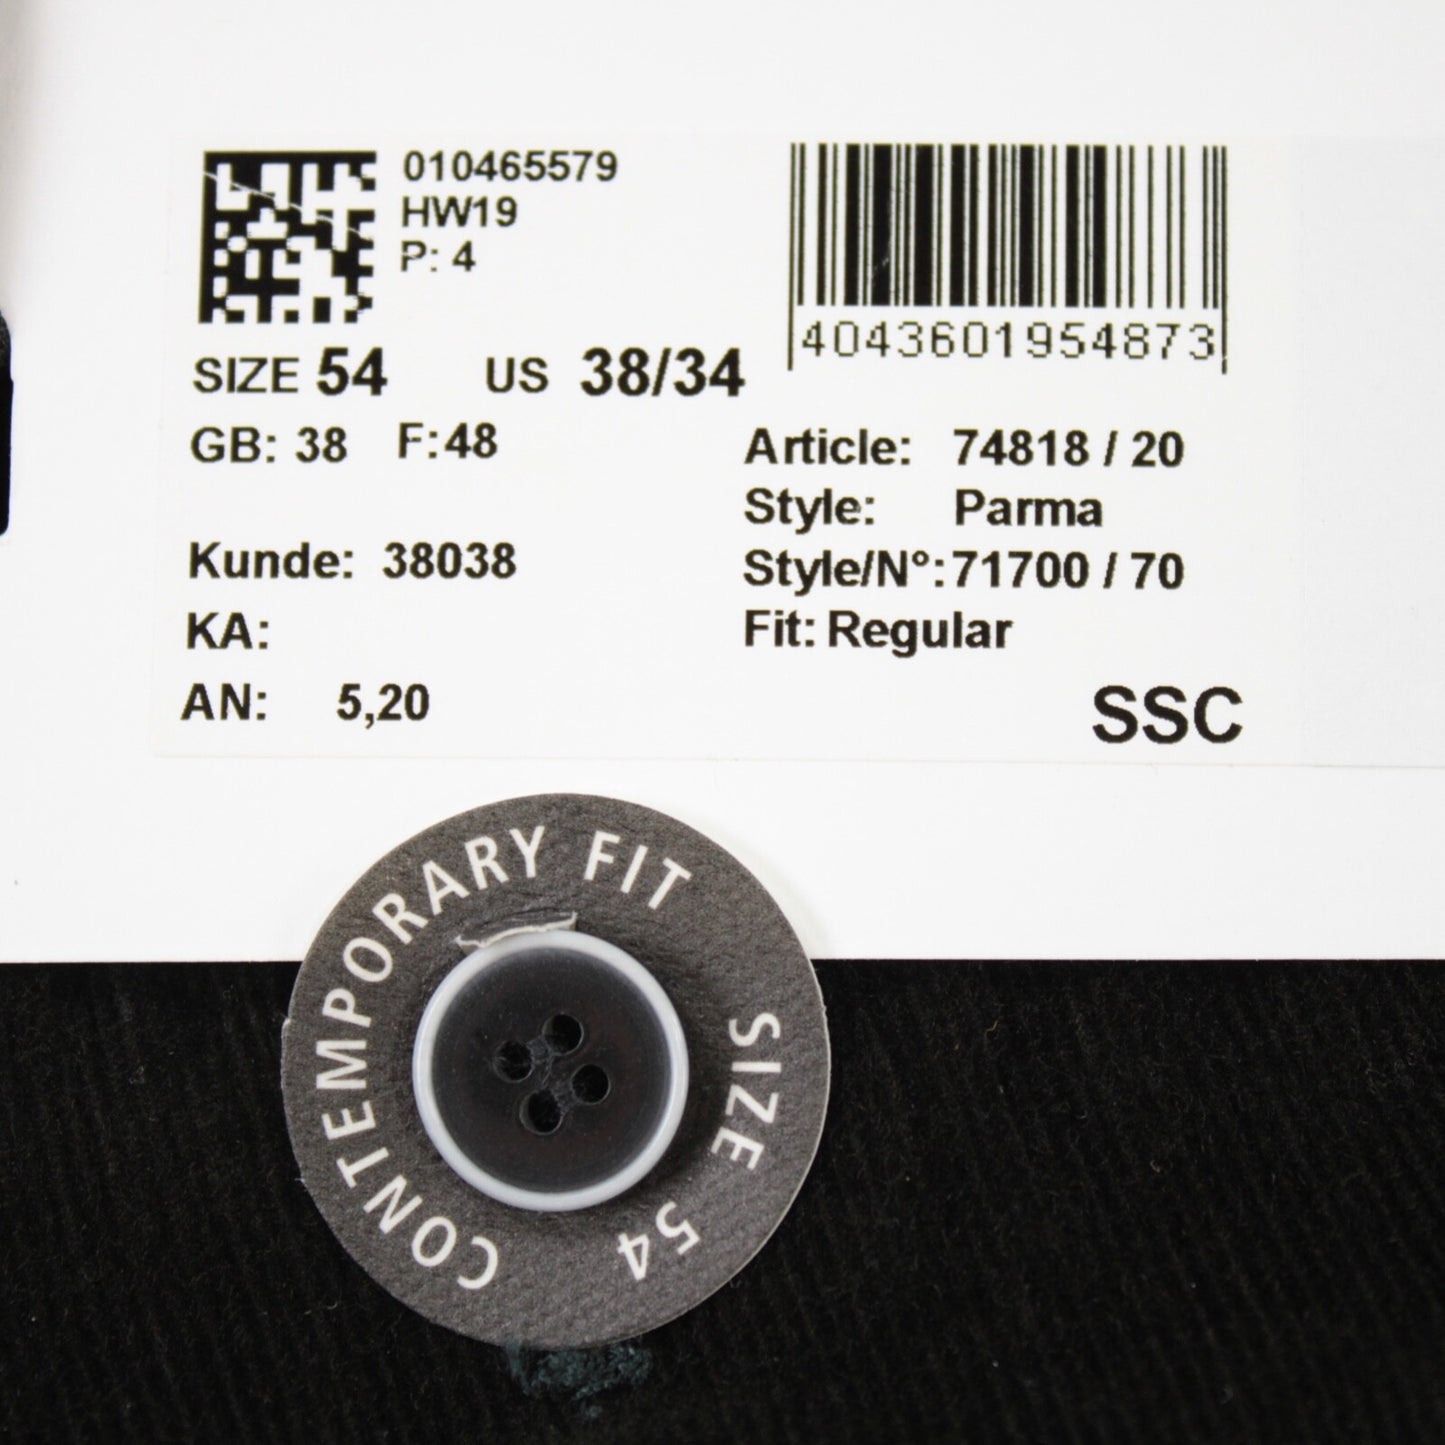 010465579
HW19
P: 4
4043601954873
SIZE 54 US 38/34
GB: 38 F:48
Article: 74818 / 20
Style: Parma
Kunde: 38038
Style/N°:71700 / 70
KA:
Fit: Regular
AN: 5,20
SSC
CONTEMPORARY FIT
SIZE 54